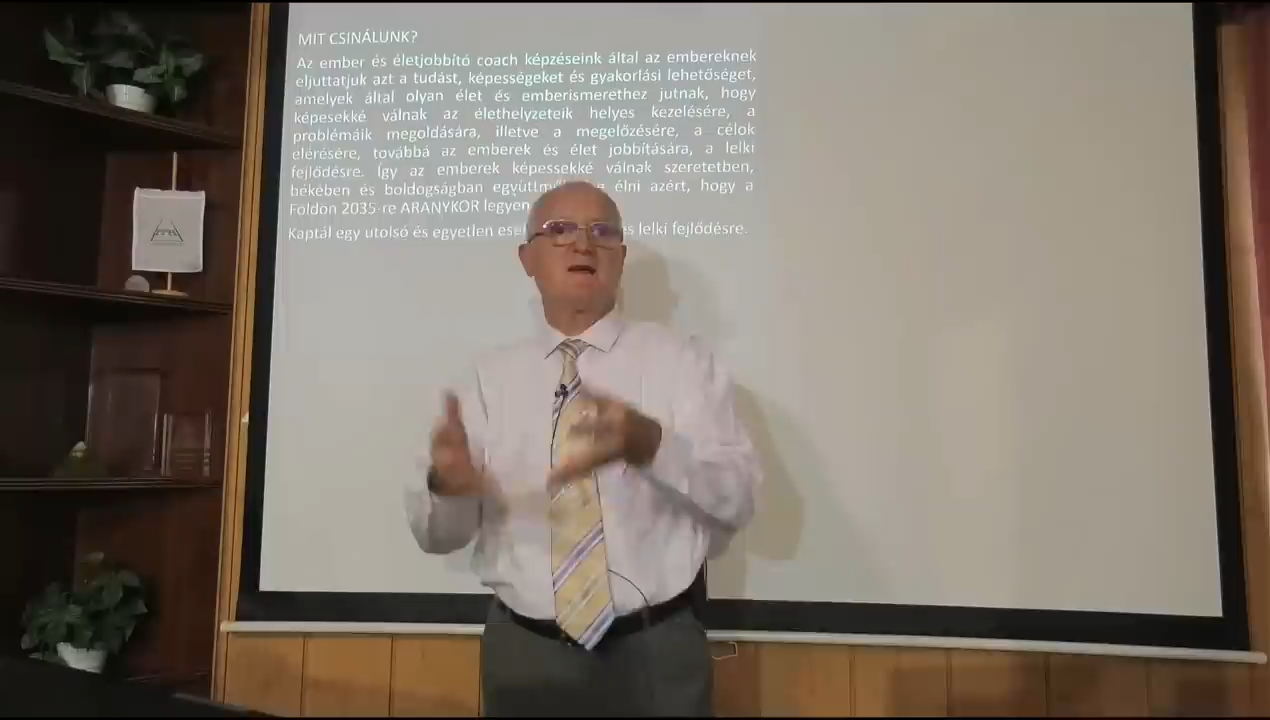 MIT CSINÁLUNK?
Az ember és életjobbító coach képzéseink által az embereknek
eljuttatjuk azt a tudást, képességeket és gyakorlási lehetőséget,
amelyek által olyan élet és emberismerethez jutnak, hogy
képesekké válnak az élethelyzeteik helyes kezelésére, a
problémáik megoldására, illetve a megelőzésére, a célok
elérésére, továbbá az emberek és élet jobbítására, a lelki
fejlődésre. Így az emberek képessekké válnak szeretetben,
békében és boldogságban élni azért, hogy a
Földön 2035-re ARANYKOR legyen
Kaptál egy utolsó és egyetlen lelki fejlődésre.